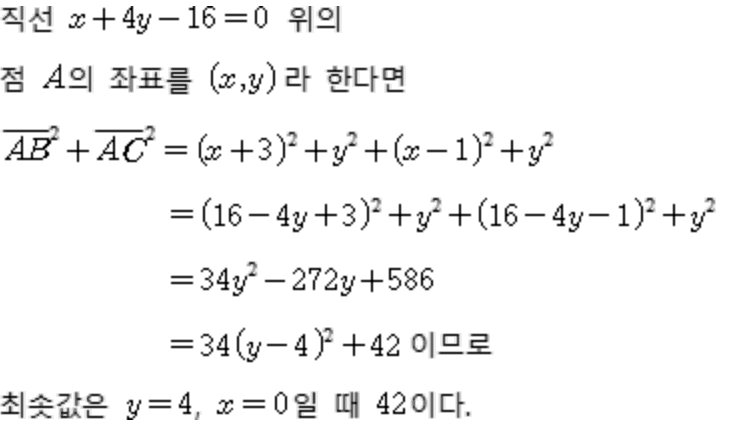 직선 x+4y−16=0 위의
점 A의 좌표를 (x,y)라 한다면
A̅B̅²+A̅C̅²=(x+3)²+y²+(x−1)²+y²
=(16−4y+3)²+y²+(16−4y−1)²+y²
=34y²−272y+586
=34(y−4)²+42 이므로
최솟값은 y=4, x=0일 때 42이다.